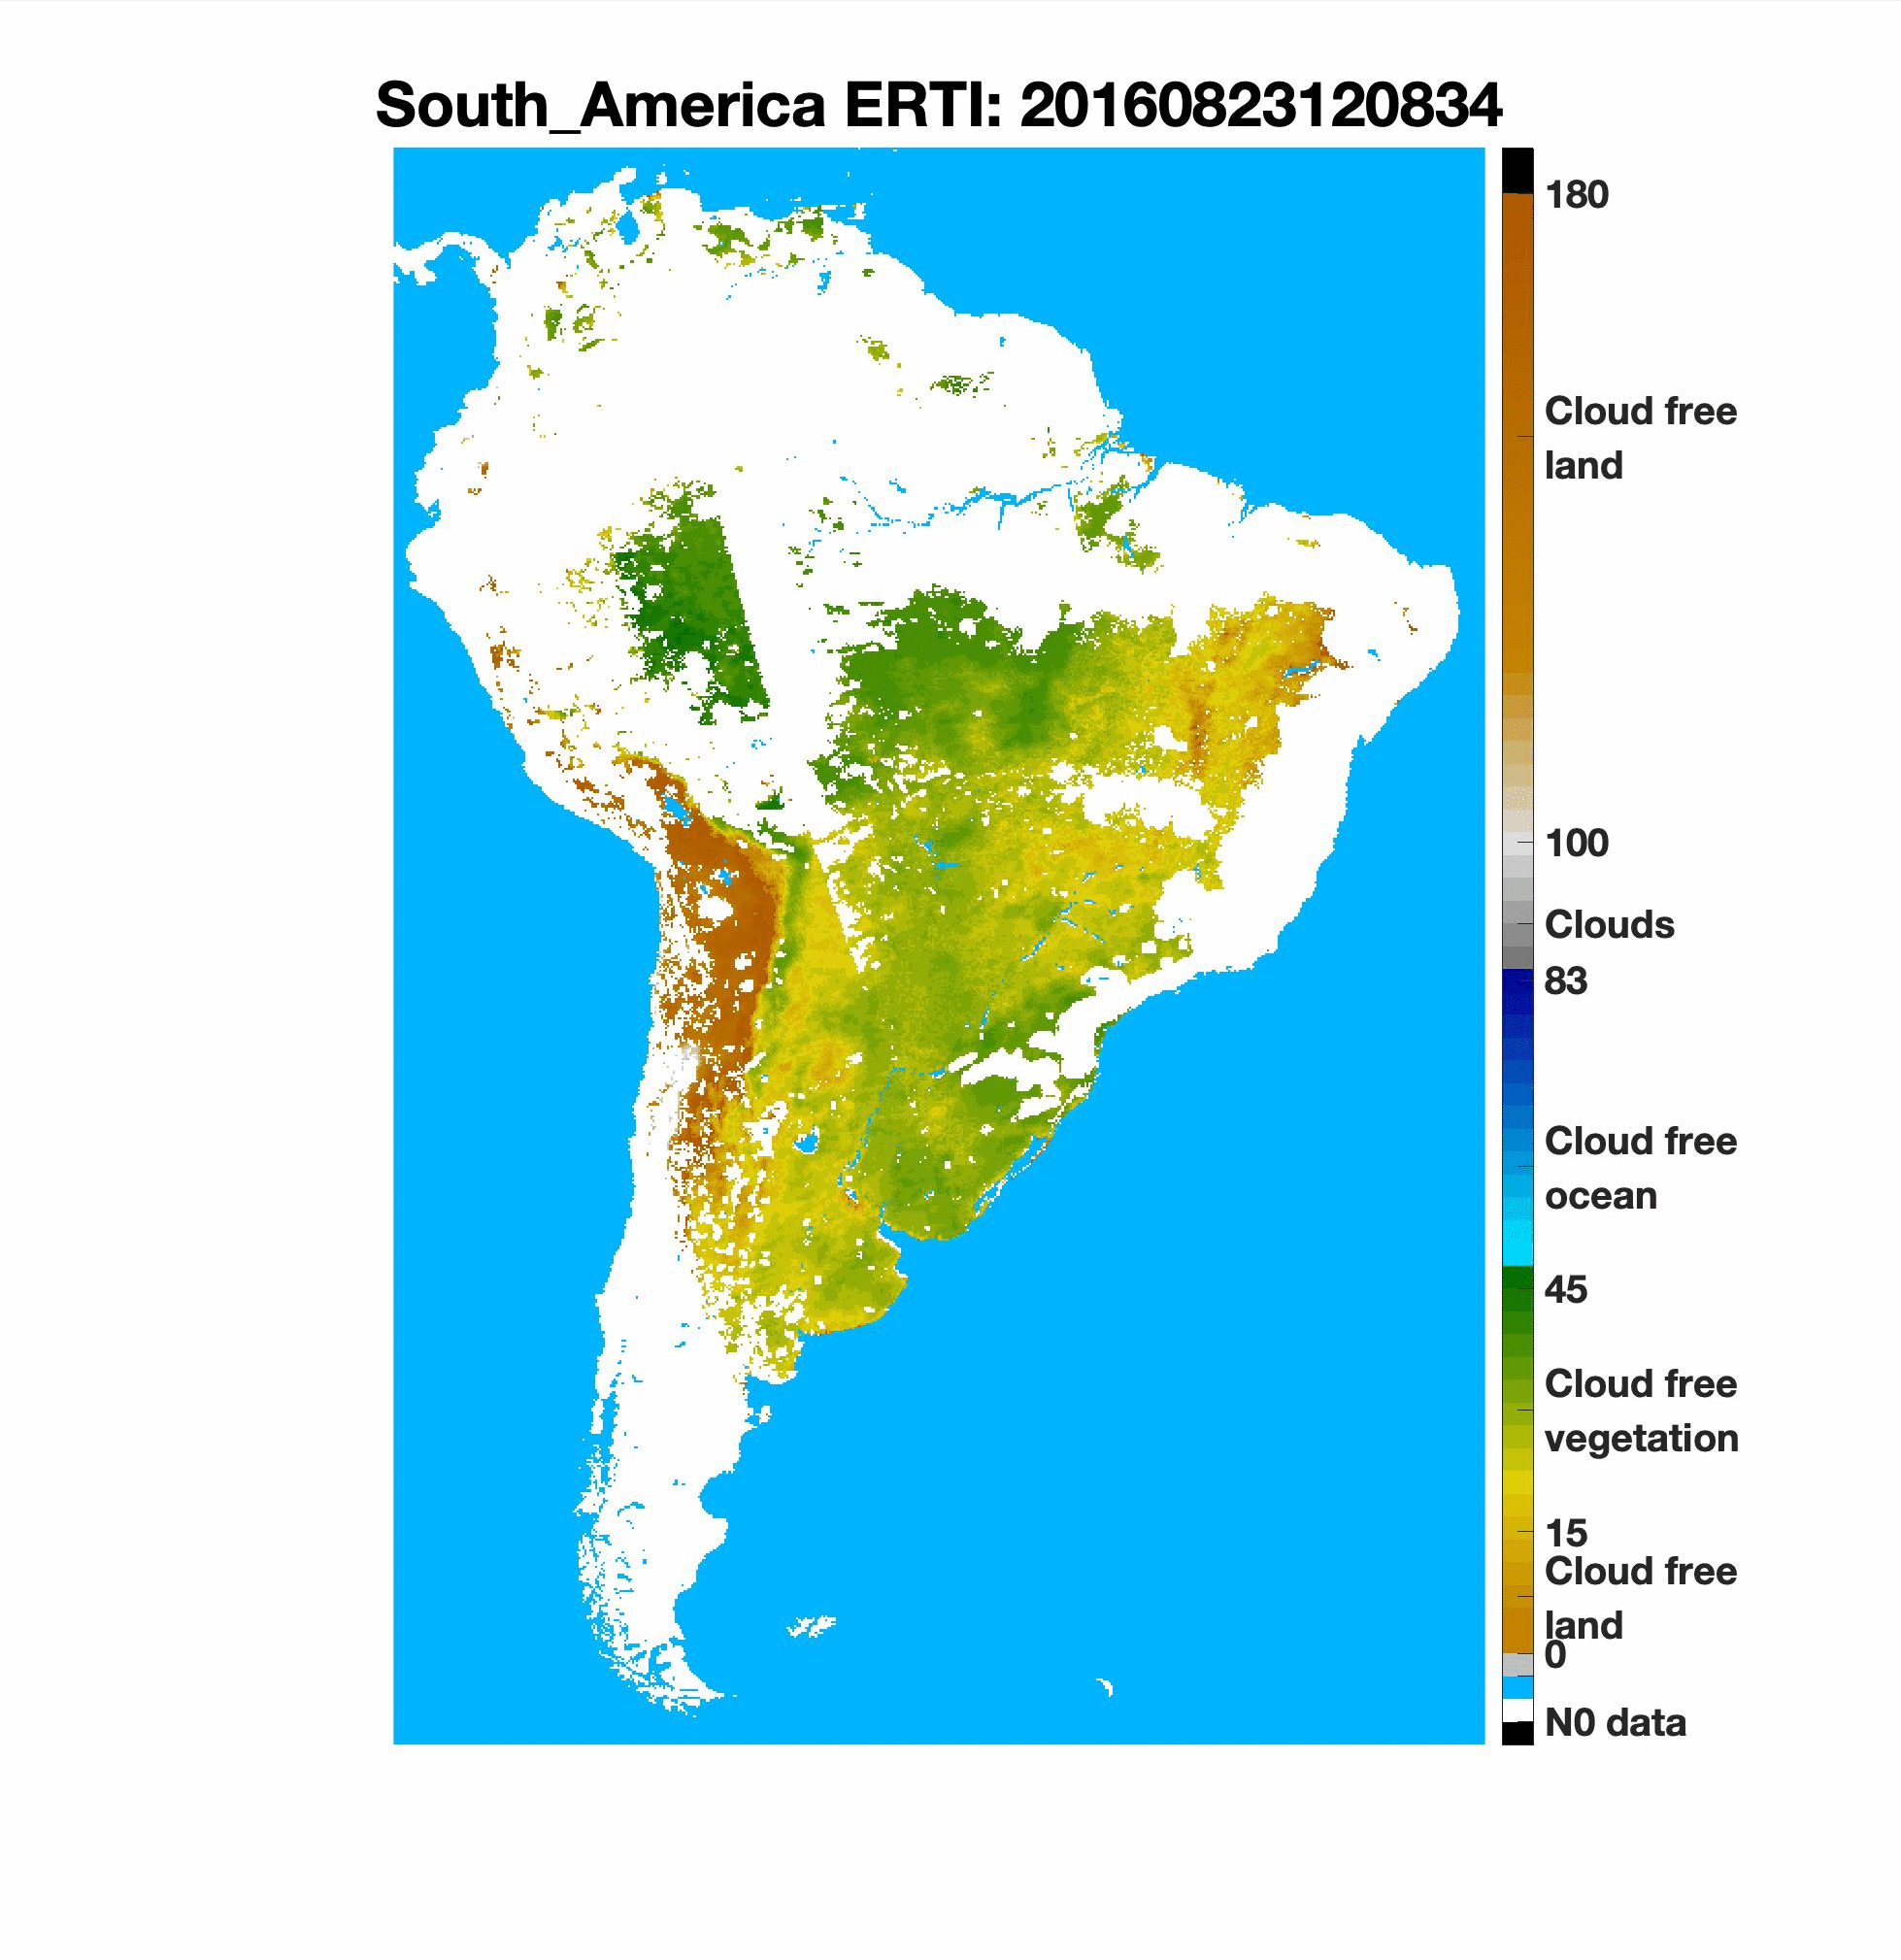 South_America ERTI: 20160823120834
180
Cloud free
land
100
Clouds
83
Cloud free
ocean
45
Cloud free
vegetation
15
Cloud free
land
0
N0 data